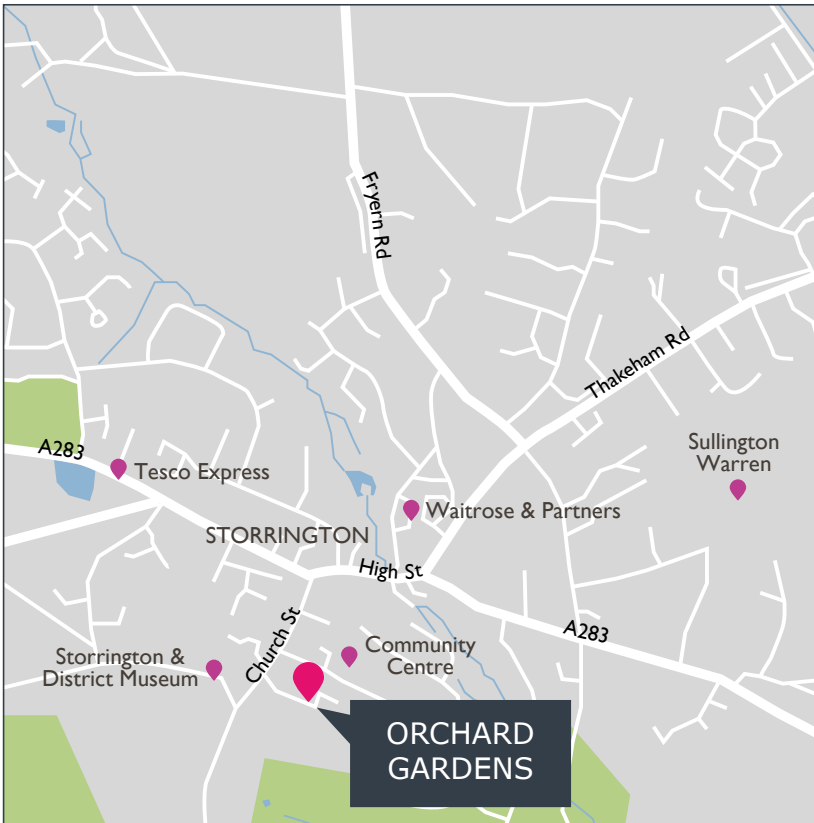 Fryern Rd
Thakeham Rd
A283
Tesco Express
Sullington
Warren
Waitrose & Partners
STORRINGTON
High St
A283
Church St
Community
Centre
Storrington &
District Museum
ORCHARD
GARDENS